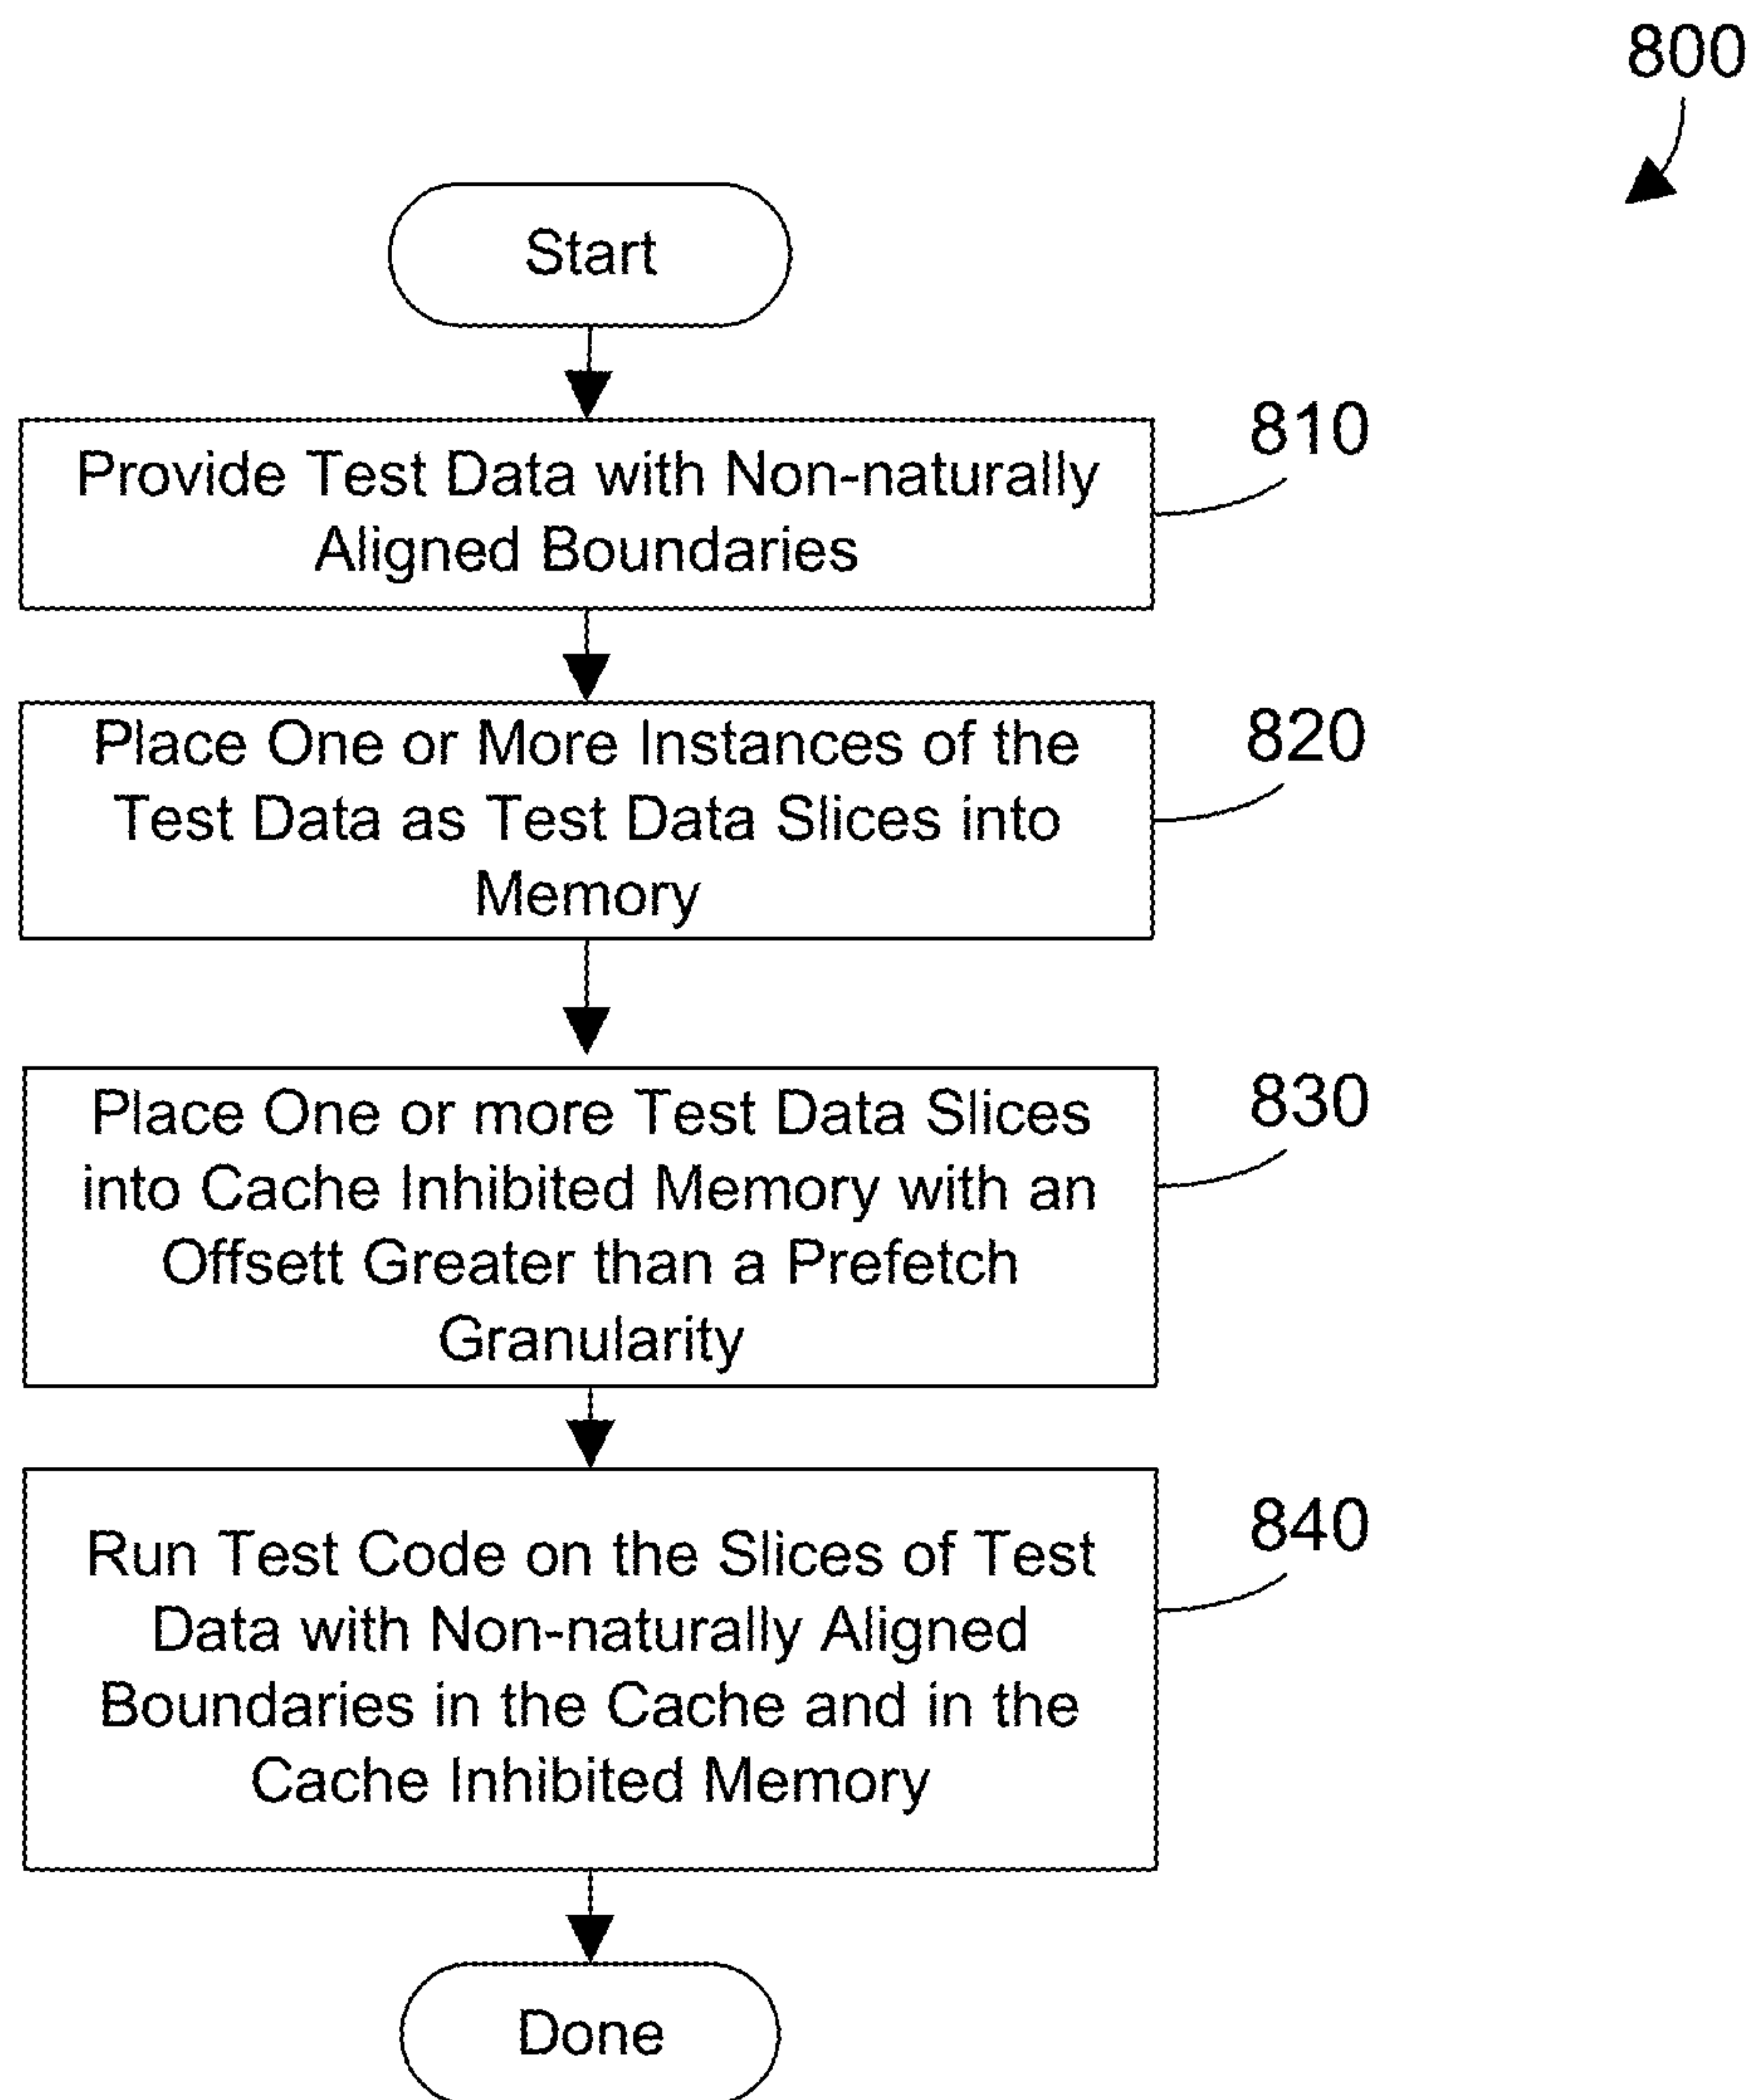 800
Start
810
Provide Test Data with Non-naturally
Aligned Boundaries
820
Place One or More Instances of the
Test Data as Test Data Slices into
Memory
830
Place One or more Test Data Slices
into Cache Inhibited Memory with an
Offsett Greater than a Prefetch
Granularity
840
Run Test Code on the Slices of Test
Data with Non-naturally Aligned
Boundaries in the Cache and in the
Cache Inhibited Memory
Done